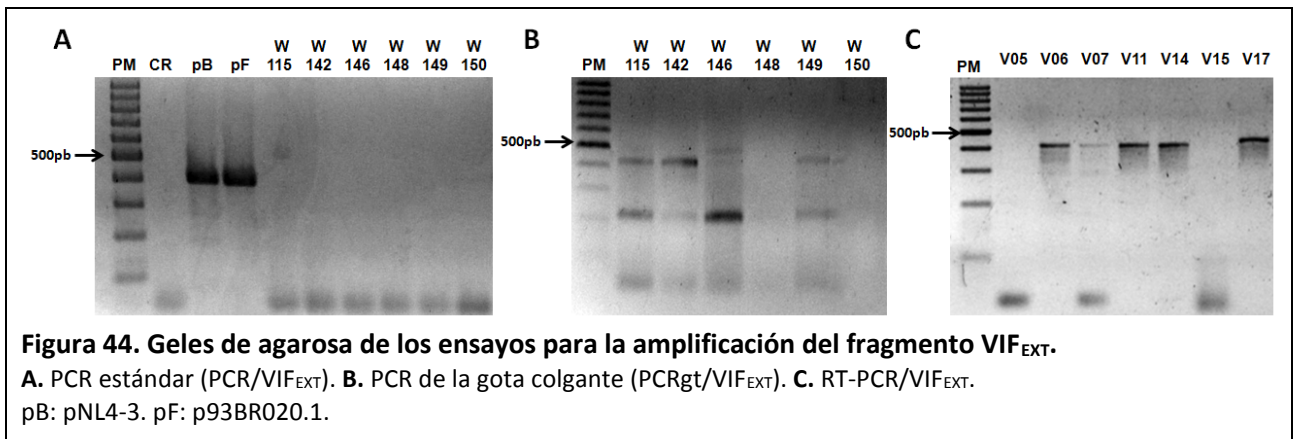 A
W W W W W W
PM CR pB pF 115 142 146 148 149 150
500pb
B
W W W W W W
PM 115 142 146 148 149 150
500pb
C
PM V05 V06 V07 V11 V14 V15 V17
500pb
Figura 44. Geles de agarosa de los ensayos para la amplificación del fragmento VIFEXT.
A. PCR estándar (PCR/VIFEXT). B. PCR de la gota colgante (PCRgt/VIFEXT). C. RT-PCR/VIFEXT.
pB: pNL4-3. pF: p93BR020.1.